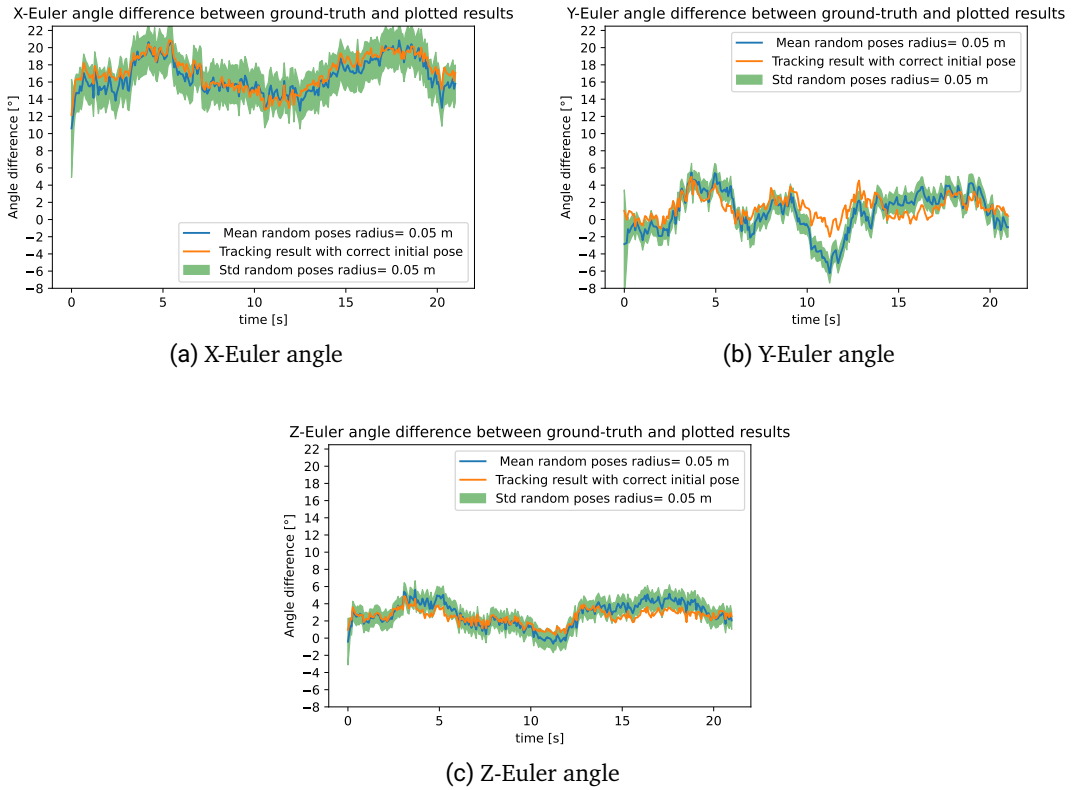 X-Euler angle difference between ground-truth and plotted results
22
20
18
16
14
12
10
8
6
4
2
0
−2
−4
−6
−8
Angle difference [°]
Mean random poses radius= 0.05 m
Tracking result with correct initial pose
Std random poses radius= 0.05 m
0 5 10 15 20
time [s]
(a) X-Euler angle
Y-Euler angle difference between ground-truth and plotted results
22
20
18
16
14
12
10
8
6
4
2
0
−2
−4
−6
−8
Angle difference [°]
Mean random poses radius= 0.05 m
Tracking result with correct initial pose
Std random poses radius= 0.05 m
0 5 10 15 20
time [s]
(b) Y-Euler angle
Z-Euler angle difference between ground-truth and plotted results
22
20
18
16
14
12
10
8
6
4
2
0
−2
−4
−6
−8
Angle difference [°]
Mean random poses radius= 0.05 m
Tracking result with correct initial pose
Std random poses radius= 0.05 m
0 5 10 15 20
time [s]
(c) Z-Euler angle